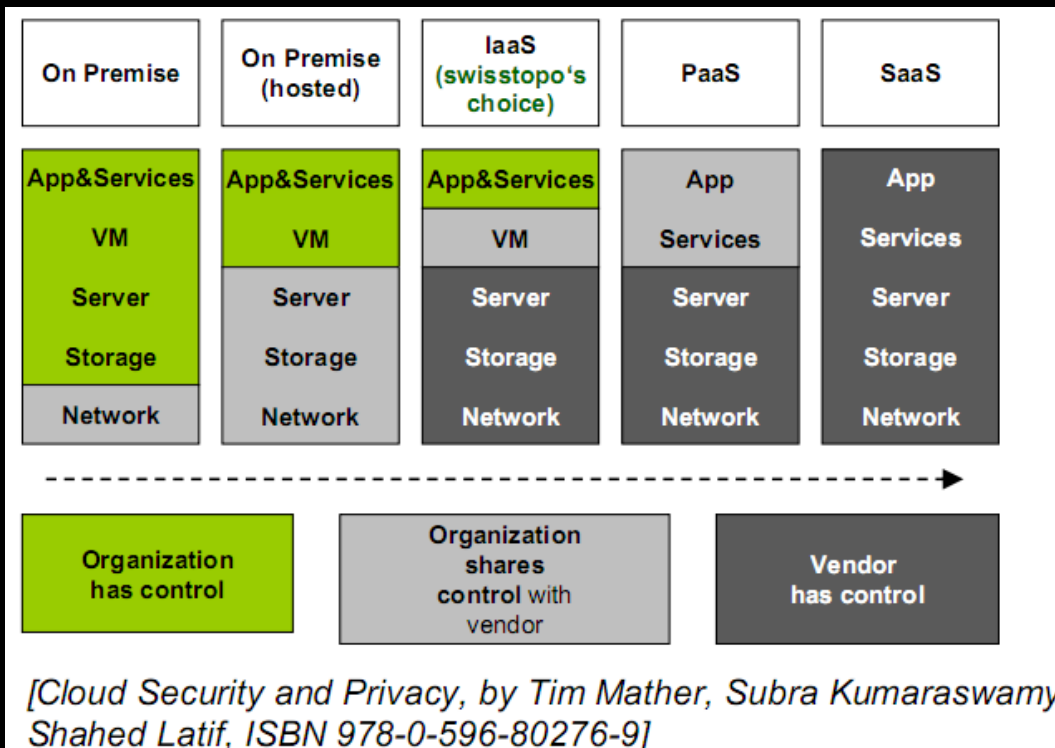 On Premise
On Premise
(hosted)
IaaS
(swisstopo‘s
choice)
PaaS
SaaS
App&Services
VM
Server
Storage
Network
App&Services
VM
Server
Storage
Network
App&Services
VM
Server
Storage
Network
App
Services
Server
Storage
Network
App
Services
Server
Storage
Network
Organization
has control
Organization
shares
control with
vendor
Vendor
has control
[Cloud Security and Privacy, by Tim Mather, Subra Kumaraswamy
Shahed Latif, ISBN 978-0-596-80276-9]